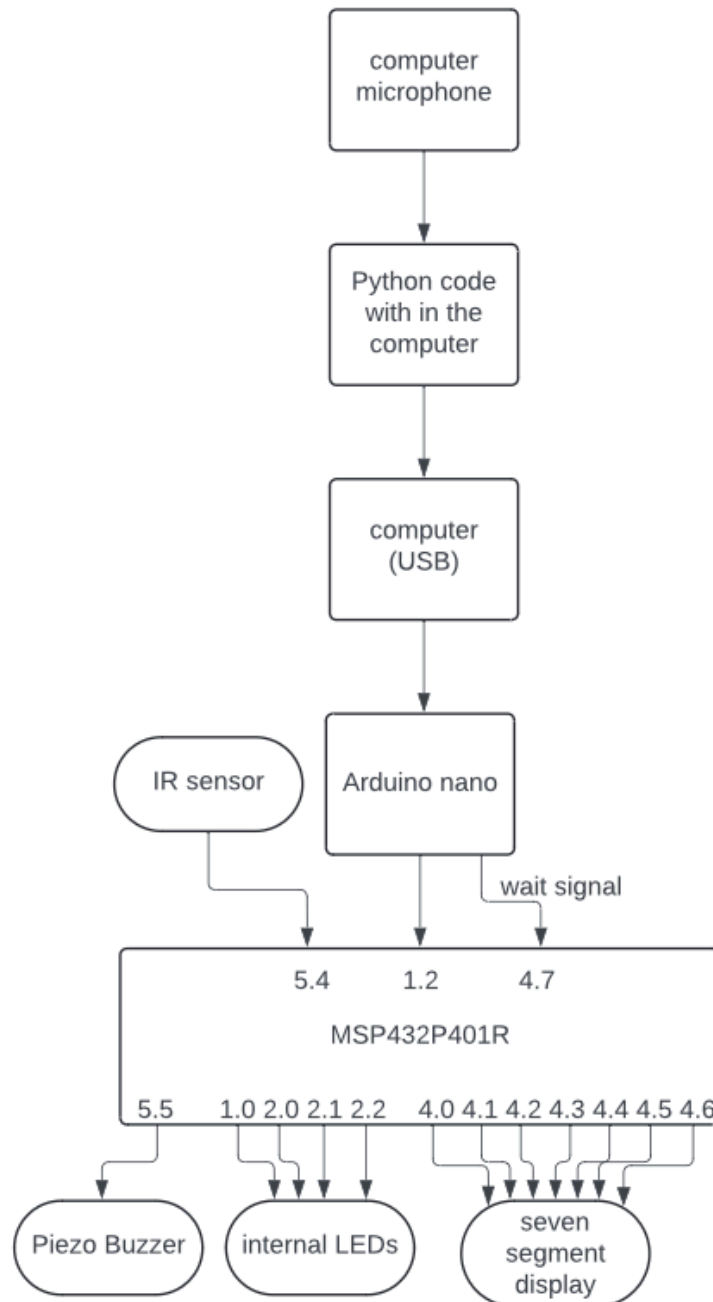 computer
microphone
Python code
with in the
computer
computer
(USB)
IR sensor
Arduino nano
wait signal
5.4 1.2 4.7
MSP432P401R
5.5 1.0 2.0 2.1 2.2 4.0 4.1 4.2 4.3 4.4 4.5 4.6
Piezo Buzzer
internal LEDs
seven
segment
display